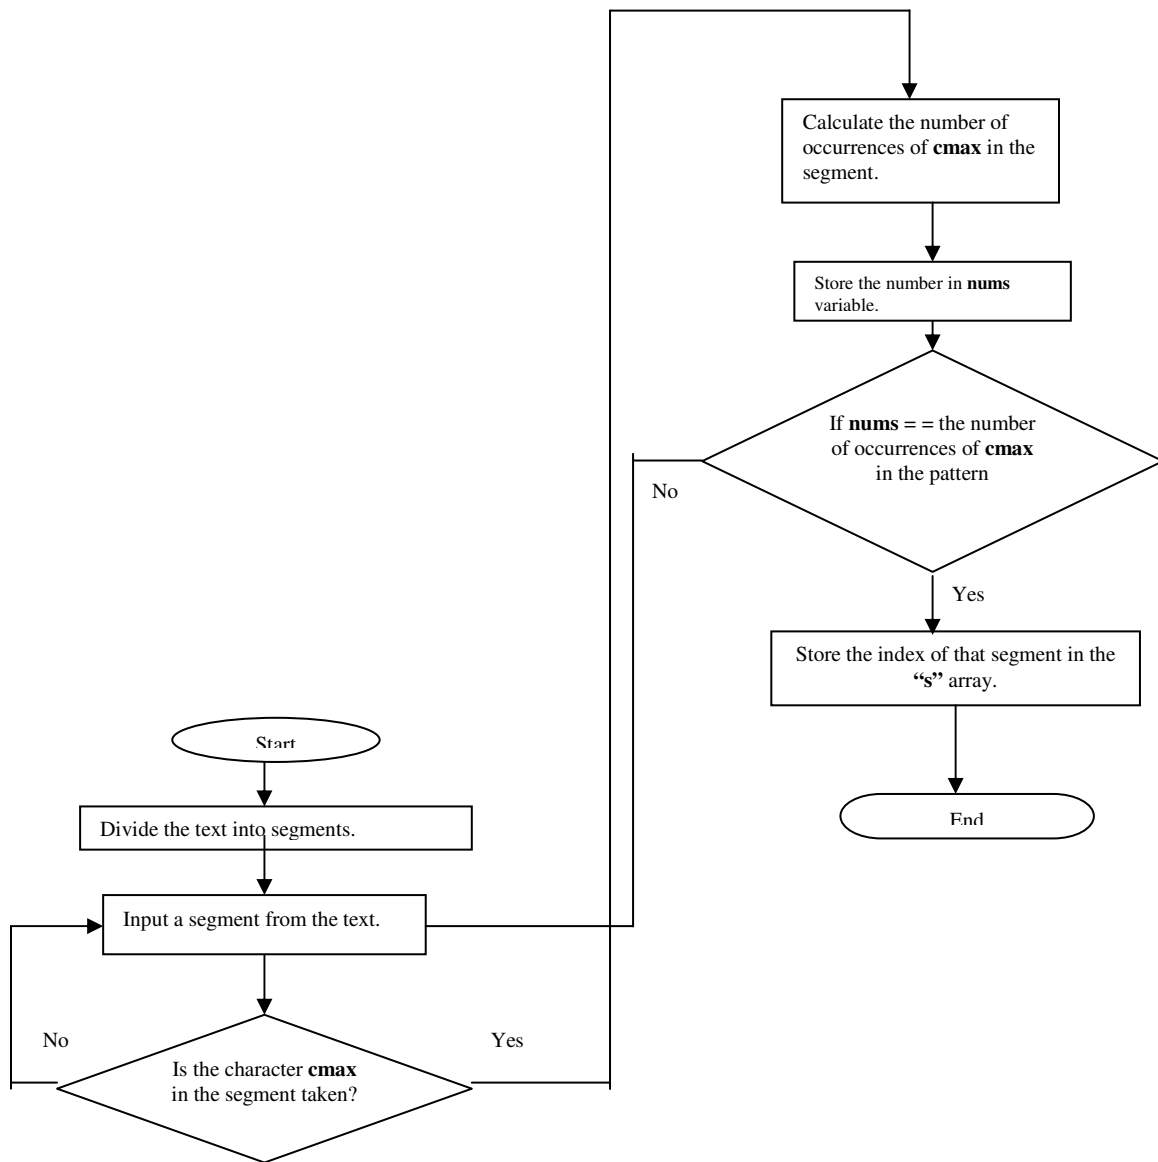 Start
Divide the text into segments.
Input a segment from the text.
No
Yes
Is the character cmax
in the segment taken?
Calculate the number of
occurrences of cmax in the
segment.
Store the number in nums
variable.
If nums = = the number
of occurrences of cmax
in the pattern
No
Yes
Store the index of that segment in the
“s” array.
End